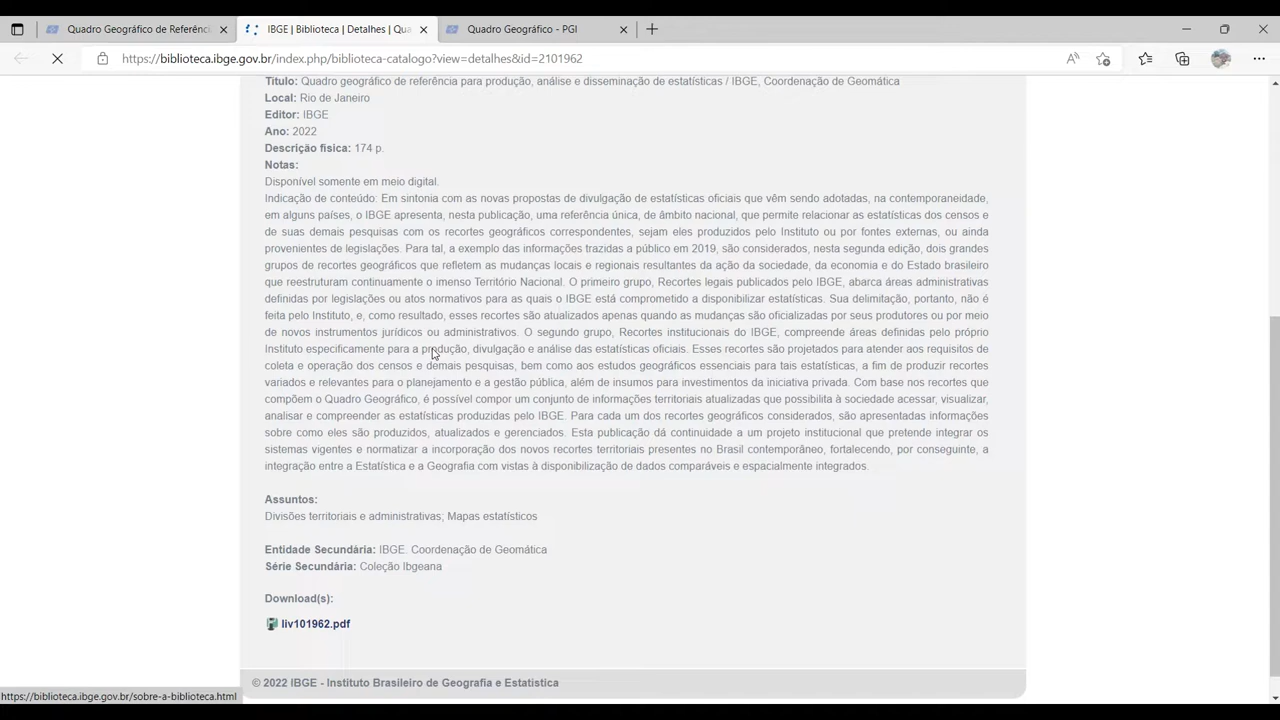 Quadro Geográfico de Referênci
IBGE | Biblioteca | Detalhes | Qua
Quadro Geográfico - PGI
https://biblioteca.ibge.gov.br/index.php/biblioteca-catalogo?view=detalhes&id=2101962
Título: Quadro geográfico de referência para produção, análise e disseminação de estatísticas / IBGE, Coordenação de Geomática
Local: Rio de Janeiro
Editor: IBGE
Ano: 2022
Descrição física: 174 p.
Notas:
Disponível somente em meio digital.
Indicação de conteúdo: Em sintonia com as novas propostas de divulgação de estatísticas oficiais que vêm sendo adotadas, na contemporaneidade,
em alguns países, o IBGE apresenta, nesta publicação, uma referência única, de âmbito nacional, que permite relacionar as estatísticas dos censos e
de suas demais pesquisas com os recortes geográficos correspondentes, sejam eles produzidos pelo Instituto ou por fontes externas, ou ainda
provenientes de legislações. Para tal, a exemplo das informações trazidas a público em 2019, são considerados, nesta segunda edição, dois grandes
grupos de recortes geográficos que refletem as mudanças locais e regionais resultantes da ação da sociedade, da economia e do Estado brasileiro
que reestruturam continuamente o imenso Território Nacional. O primeiro grupo, Recortes legais publicados pelo IBGE, abarca áreas administrativas
definidas por legislações ou atos normativos para as quais o IBGE está comprometido a disponibilizar estatísticas. Sua delimitação, portanto, não é
feita pelo Instituto, e, como resultado, esses recortes são atualizados apenas quando as mudanças são oficializadas por seus produtores ou por meio
de novos instrumentos jurídicos ou administrativos. O segundo grupo, Recortes institucionais do IBGE, compreende áreas definidas pelo próprio
Instituto especificamente para a produção, divulgação e análise das estatísticas oficiais. Esses recortes são projetados para atender aos requisitos de
coleta e operação dos censos e demais pesquisas, bem como aos estudos geográficos essenciais para tais estatísticas, a fim de produzir recortes
variados e relevantes para o planejamento e a gestão pública, além de insumos para investimentos da iniciativa privada. Com base nos recortes que
compõem o Quadro Geográfico, é possível compor um conjunto de informações territoriais atualizadas que possibilita à sociedade acessar, visualizar,
analisar e compreender as estatísticas produzidas pelo IBGE. Para cada um dos recortes geográficos considerados, são apresentadas informações
sobre como eles são produzidos, atualizados e gerenciados. Esta publicação dá continuidade a um projeto institucional que pretende integrar os
sistemas vigentes e normatizar a incorporação dos novos recortes territoriais presentes no Brasil contemporâneo, fortalecendo, por conseguinte, a
integração entre a Estatística e a Geografia com vistas à disponibilização de dados comparáveis e espacialmente integrados.
Assuntos:
Divisões territoriais e administrativas; Mapas estatísticos
Entidade Secundária: IBGE. Coordenação de Geomática
Série Secundária: Coleção Ibgeana
Download(s):
liv101962.pdf
© 2022 IBGE - Instituto Brasileiro de Geografia e Estatística
https://biblioteca.ibge.gov.br/sobre-a-biblioteca.html